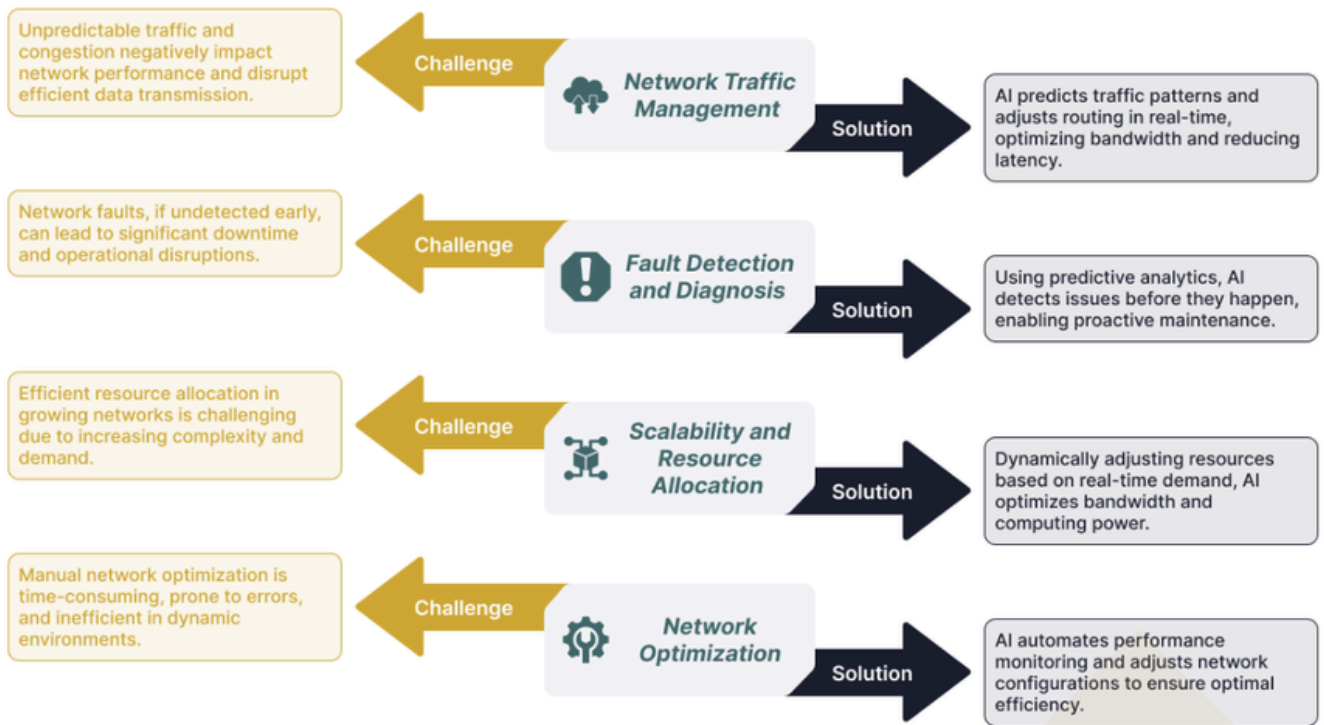 Unpredictable traffic and
congestion negatively impact
network performance and disrupt
efficient data transmission.
Challenge
Network Traffic
Management
Solution
AI predicts traffic patterns and
adjusts routing in real-time,
optimizing bandwidth and reducing
latency.
Network faults, if undetected early,
can lead to significant downtime
and operational disruptions.
Challenge
Fault Detection
and Diagnosis
Solution
Using predictive analytics, AI
detects issues before they happen,
enabling proactive maintenance.
Efficient resource allocation in
growing networks is challenging
due to increasing complexity and
demand.
Challenge
Scalability and
Resource
Allocation
Solution
Dynamically adjusting resources
based on real-time demand, AI
optimizes bandwidth and
computing power.
Manual network optimization is
time-consuming, prone to errors,
and inefficient in dynamic
environments.
Challenge
Network
Optimization
Solution
AI automates performance
monitoring and adjusts network
configurations to ensure optimal
efficiency.